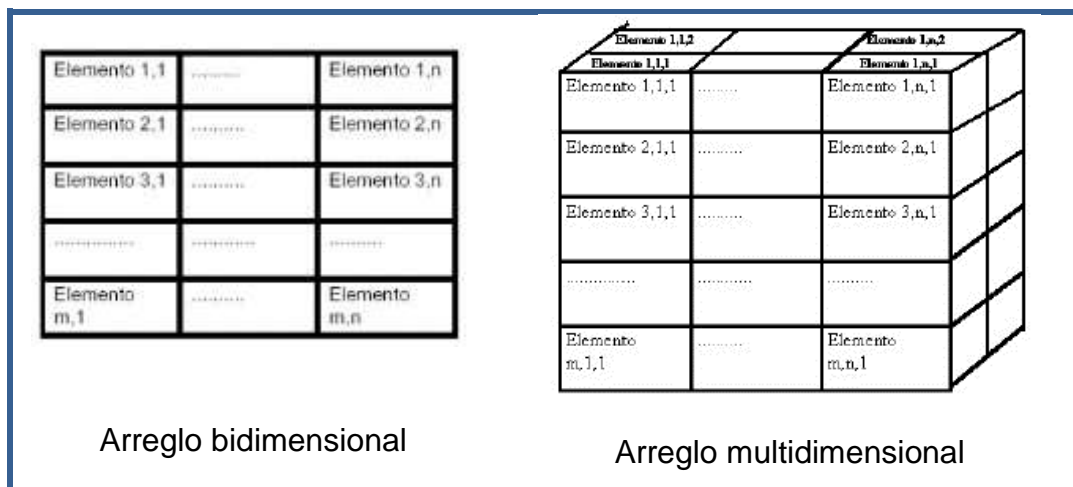 Elemento 1,1 .......... Elemento 1,n
Elemento 2,1 ........... Elemento 2,n
Elemento 3,1 ........... Elemento 3,n
................ ............. ...........
Elemento
m,1
...........
Elemento
m,n
Arreglo bidimensional
Elemento 1,1,2 Elemento 1,n,2
Elemento 1,1,1 Elemento 1,n,1
Elemento 1,1,1 ......... Elemento 1,n,1
Elemento 2,1,1 ......... Elemento 2,n,1
Elemento 3,1,1 ......... Elemento 3,n,1
.............. ........... .........
Elemento
m,1,1
.........
Elemento
m,n,1
Arreglo multidimensional